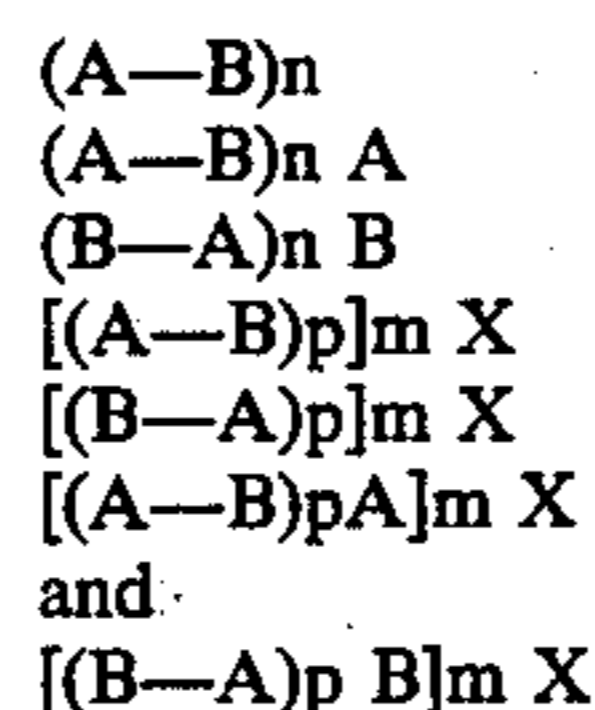 (A—B)n
(A—B)n A
(B—A)n B
[(A—B)p]m X
[(B—A)p]m X
[(A—B)pA]m X
and
[(B—A)p B]m X